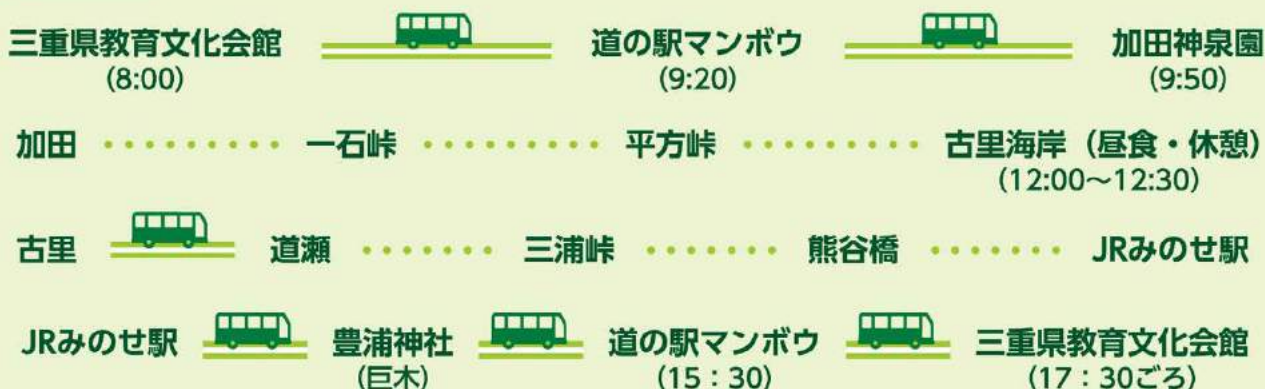 三重県教育文化会館 道の駅マンボウ 加田神泉園
(8:00) (9:20) (9:50)
加田 ・・・・・・・・・ 一石峠 ・・・・・・・・・ 平方峠 ・・・・・・・・・ 古里海岸（昼食・休憩）
(12:00〜12:30)
古里 道瀬 ・・・・・・ 三浦峠 ・・・・・・ 熊谷橋 ・・・・・・ JRみのせ駅
JRみのせ駅 豊浦神社 道の駅マンボウ 三重県教育文化会館
(巨木) (15：30) (17：30ごろ)